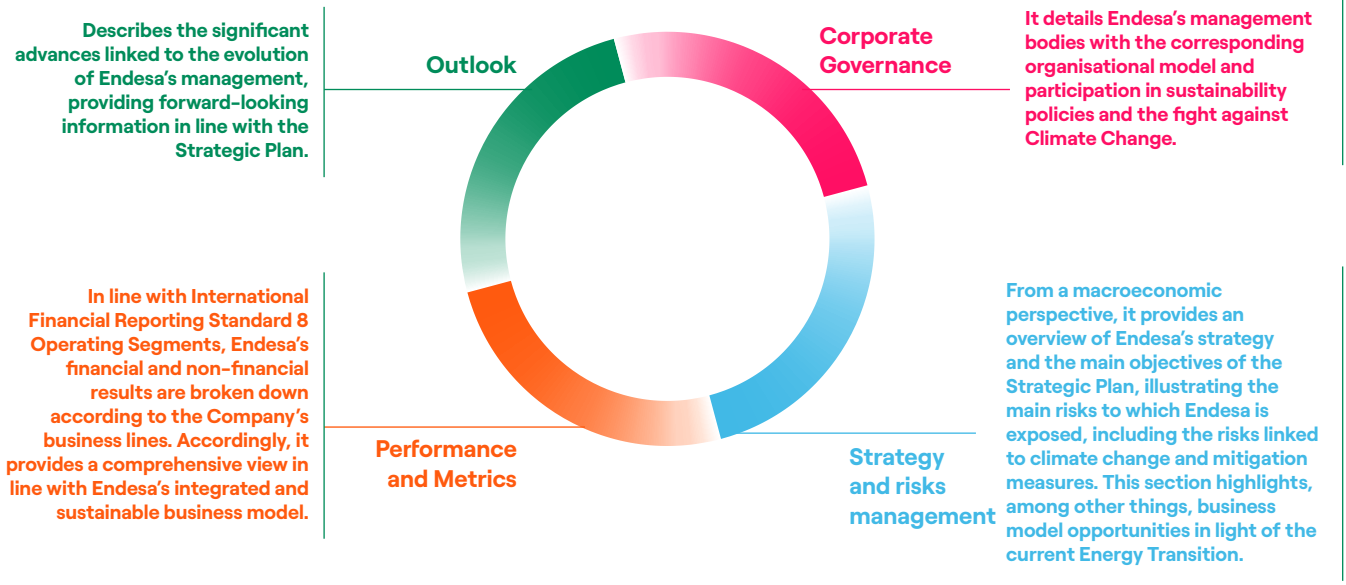 Describes the significant
advances linked to the evolution
of Endesa's management,
providing forward-looking
information in line with the
Strategic Plan.
Outlook
Corporate
Governance
It details Endesa's management
bodies with the corresponding
organisational model and
participation in sustainability
policies and the fight against
Climate Change.
In line with International
Financial Reporting Standard 8
Operating Segments, Endesa's
financial and non-financial
results are broken down
according to the Company's
business lines. Accordingly, it
provides a comprehensive view in
line with Endesa's integrated and
sustainable business model.
Performance
and Metrics
Strategy
and risks
management
From a macroeconomic
perspective, it provides an
overview of Endesa's strategy
and the main objectives of the
Strategic Plan, illustrating the
main risks to which Endesa is
exposed, including the risks linked
to climate change and mitigation
measures. This section highlights,
among other things, business
model opportunities in light of the
current Energy Transition.